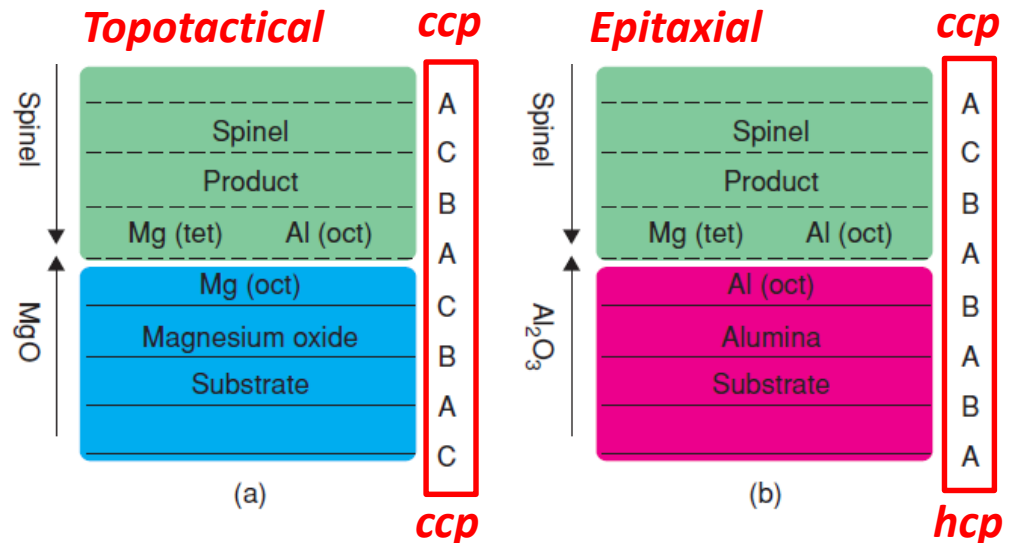 Topotactical
ccp
Spinel
MgO
Spinel
Product
Mg (tet) Al (oct)
Mg (oct)
Magnesium oxide
Substrate
A
C
B
A
C
B
A
C
(a)
ccp
Epitaxial
ccp
Spinel
Al₂O₃
Spinel
Product
Mg (tet) Al (oct)
Al (oct)
Alumina
Substrate
A
C
B
A
B
A
B
A
(b)
hcp